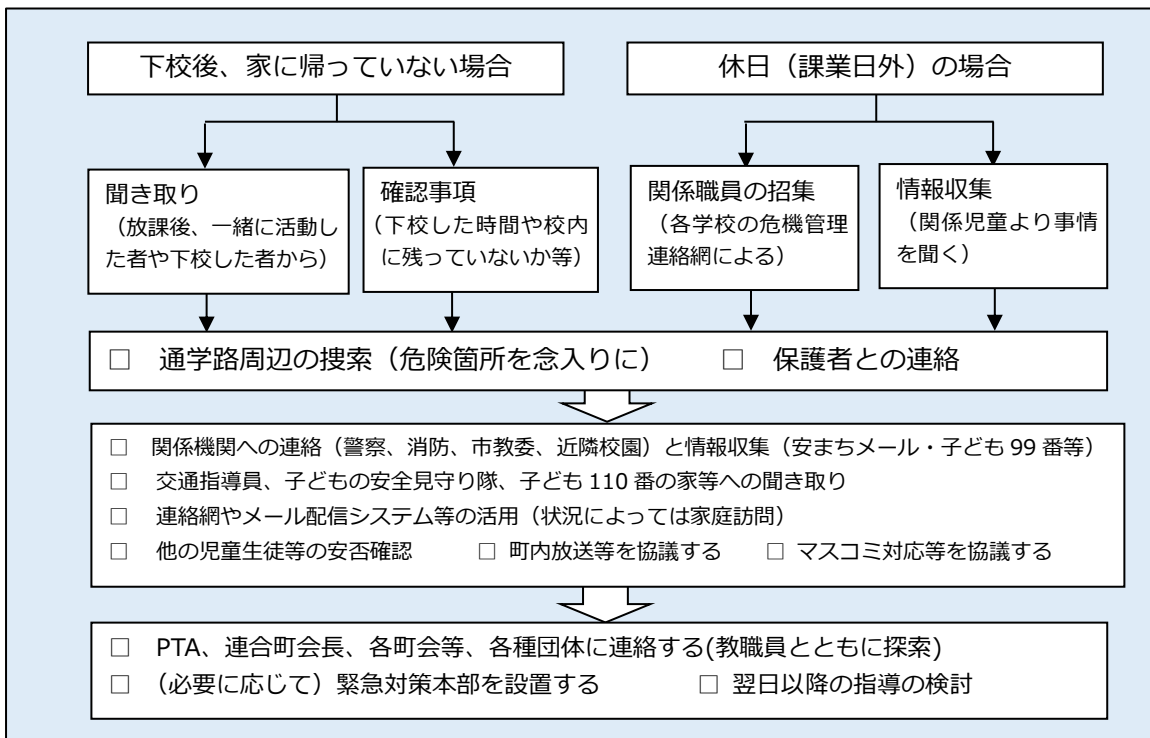 下校後、家に帰っていない場合
休日（課業日外）の場合
聞き取り
（放課後、一緒に活動し
た者や下校した者から）
確認事項
（下校した時間や校内
に残っていないか等）
関係職員の招集
（各学校の危機管理
連絡網による）
情報収集
（関係児童より事情
を聞く）
□ 通学路周辺の捜索（危険箇所を念入りに） □ 保護者との連絡
□ 関係機関への連絡（警察、消防、市教委、近隣校園）と情報収集（安まちメール・子ども 99 番等）
□ 交通指導員、子どもの安全見守り隊、子ども 110 番の家等への聞き取り
□ 連絡網やメール配信システム等の活用（状況によっては家庭訪問）
□ 他の児童生徒等の安否確認 □ 町内放送等を協議する □ マスコミ対応等を協議する
□ PTA、連合町会長、各町会等、各種団体に連絡する(教職員とともに探索)
□ （必要に応じて）緊急対策本部を設置する □ 翌日以降の指導の検討